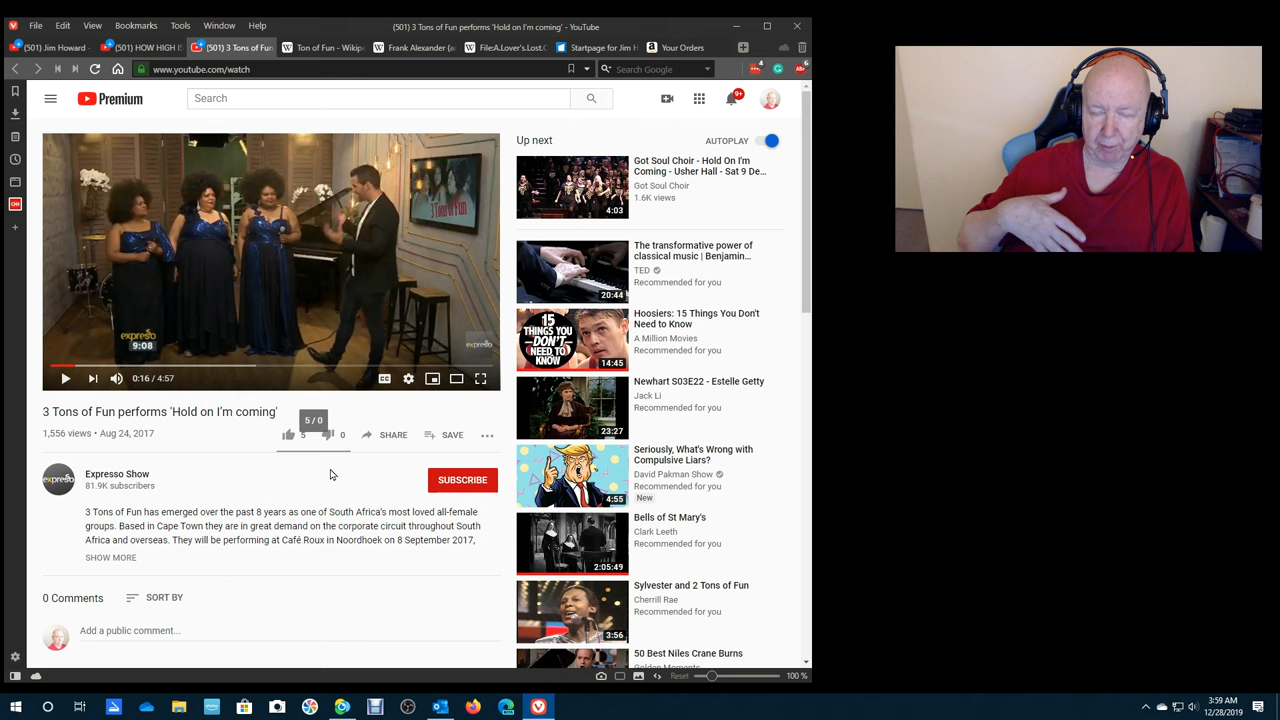 File Edit View Bookmarks Tools Window Help
(501) 3 Tons of Fun performs 'Hold on I'm coming' - YouTube
(501) Jim Howard -
(501) HOW HIGH IS
(501) 3 Tons of Fun
Ton of Fun - Wikip
Frank Alexander (a
File:A.Lover's.Lost.C
Startpage for Jim H
Your Orders
www.youtube.com/watch
Search Google
4
6
Premium
Search
9+
3 Tons of Fun
expresso
9:08
expresso
0:16 / 4:57
3 Tons of Fun performs 'Hold on I'm coming'
5 / 0
1,556 views • Aug 24, 2017
5
0
SHARE
SAVE
expresso
Expresso Show
81.9K subscribers
SUBSCRIBE
3 Tons of Fun has emerged over the past 8 years as one of South Africa's most loved all-female
groups. Based in Cape Town they are in great demand on the corporate circuit throughout South
Africa and overseas. They will be performing at Café Roux in Noordhoek on 8 September 2017,
SHOW MORE
0 Comments
SORT BY
Add a public comment...
Up next
AUTOPLAY
4:03
Got Soul Choir - Hold On I'm
Coming - Usher Hall - Sat 9 De...
Got Soul Choir
1.6K views
20:44
The transformative power of
classical music | Benjamin...
TED
Recommended for you
15
THINGS YOU
DON'T
NEED TO
KNOW
14:45
Hoosiers: 15 Things You Don't
Need to Know
A Million Movies
Recommended for you
23:27
Newhart S03E22 - Estelle Getty
Jack Li
Recommended for you
4:55
Seriously, What's Wrong with
Compulsive Liars?
David Pakman Show
Recommended for you
New
2:05:49
Bells of St Mary's
Clark Leeth
Recommended for you
3:56
Sylvester and 2 Tons of Fun
Cherrill Rae
Recommended for you
50 Best Niles Crane Burns
Golden Moments
Reset
100 %
3:59 AM
12/28/2019